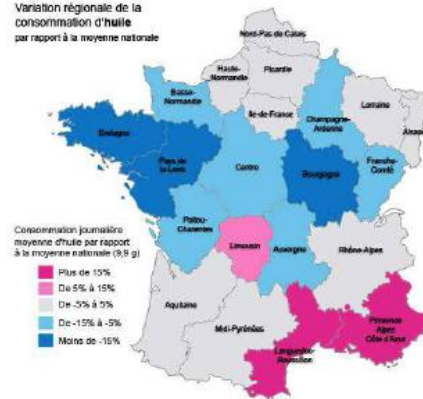 Variation régionale de la
consommation d'huile
par rapport à la moyenne nationale
Nord-Pas de Calais
Haute-
Normandie
Picardie
Basse-
Normandie
Ile-de-France
Champagne-
Ardenne
Lorraine
Alsace
Bretagne
Pays de
la Loire
Centre
Bourgogne
Franche-
Comté
Poitou-
Charentes
Limousin
Auvergne
Rhône-Alpes
Aquitaine
Midi-Pyrénées
Languedoc-
Roussillon
Provence
Alpes
Côte d'Azur
Consommation journalière
moyenne d'huile par rapport
à la moyenne nationale (9,9 g)
Plus de 15%
De 5% à 15%
De -5% à 5%
De -15% à -5%
Moins de -15%